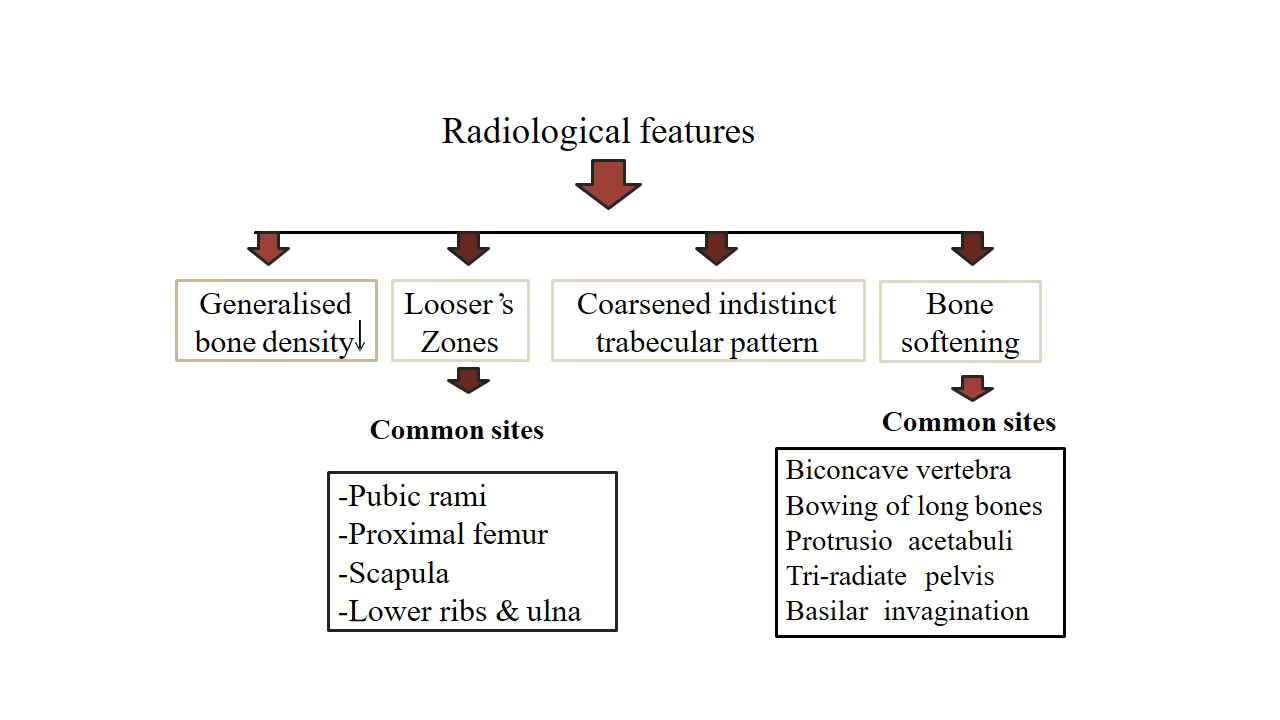 Radiological features
Generalised
bone density↓
Looser’s
Zones
Coarsened indistinct
trabecular pattern
Bone
softening
Common sites
-Pubic rami
-Proximal femur
-Scapula
-Lower ribs & ulna
Common sites
Biconcave vertebra
Bowing of long bones
Protrusio acetabuli
Tri-radiate pelvis
Basilar invagination